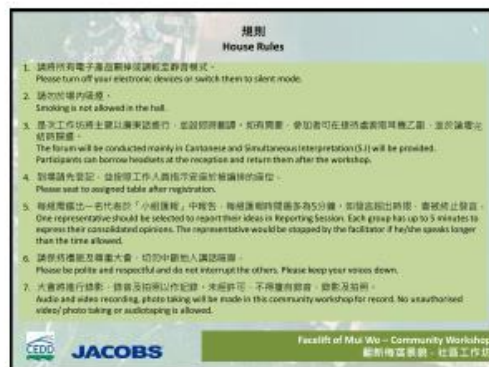 規則
House Rules
1. 請將所有電子產品關掉或調較至靜音模式。
Please turn off your electronic devices or switch them to silent mode.
2. 請勿於場內吸煙。
Smoking is not allowed in the hall.
3. 是次工作坊將主要以廣東話進行，並設即時翻譯。如有需要，參加者可在接待處索取耳機乙副，並於論壇完
結時歸還。
The forum will be conducted mainly in Cantonese and Simultaneous Interpretation (S.I) will be provided.
Participants can borrow headsets at the reception and return them after the workshop.
4. 到場請先登記，並按照工作人員指示安座於被編排的座位。
Please seat to assigned table after registration.
5. 每組需選出一名代表於「小組匯報」中報告，每組匯報時間最多為5分鐘，如發言超出時限，會被終止發言。
One representative should be selected to report their ideas in Reporting Session. Each group has up to 5 minutes to
express their consolidated opinions. The representative would be stopped by the facilitator if he/she speaks longer
than the time allowed.
6. 請保持禮貌及尊重大會，切勿中斷他人講話
Please be polite and respectful and do not interrupt the others. Please keep your voices down.
7. 大會將進行錄影、錄音及拍照以作記錄，未經許可，不得擅自錄音、錄影及拍照。
Audio and video recording, photo taking will be made in this community workshop for record. No unauthorised
video/ photo taking or audiotaping is allowed.
CEDD JACOBS
Facelift of Mui Wo – Community Workshop
翻新梅窩景貌 - 社區工作坊